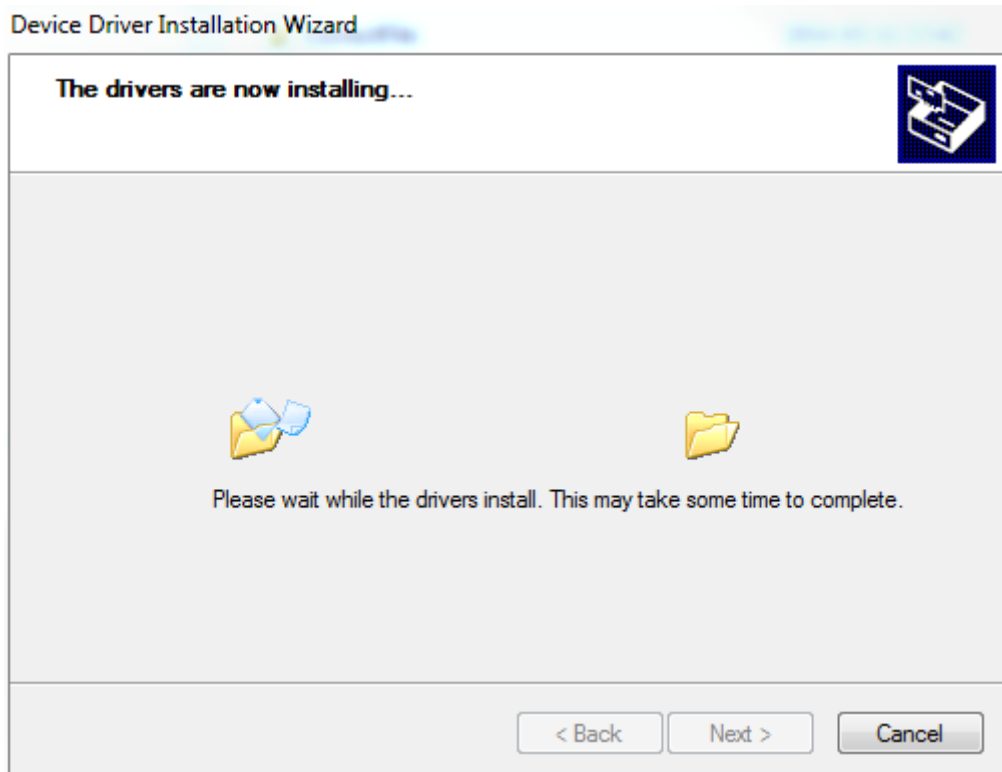 Device Driver Installation Wizard
The drivers are now installing...
Please wait while the drivers install. This may take some time to complete.
< Back
Next >
Cancel